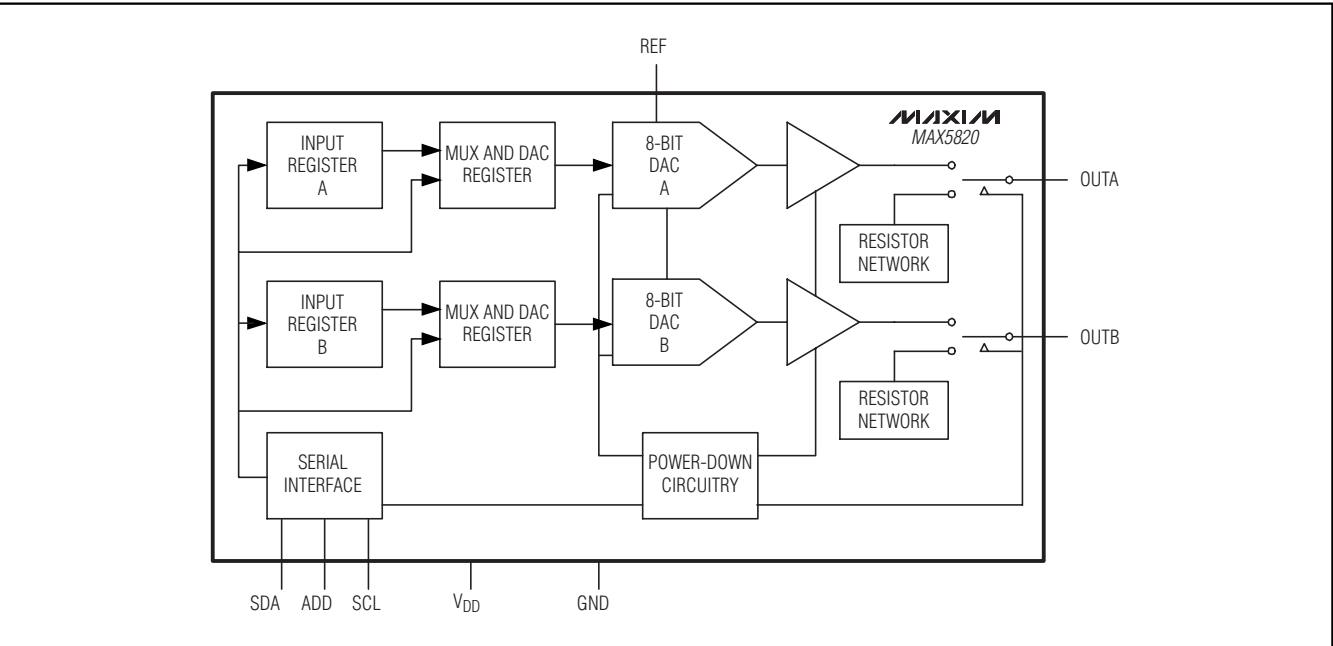 REF
MAXIM
MAX5820
INPUT
REGISTER
A
MUX AND DAC
REGISTER
8-BIT
DAC
A
OUTA
RESISTOR
NETWORK
INPUT
REGISTER
B
MUX AND DAC
REGISTER
8-BIT
DAC
B
OUTB
RESISTOR
NETWORK
SERIAL
INTERFACE
POWER-DOWN
CIRCUITRY
SDA ADD SCL VDD GND